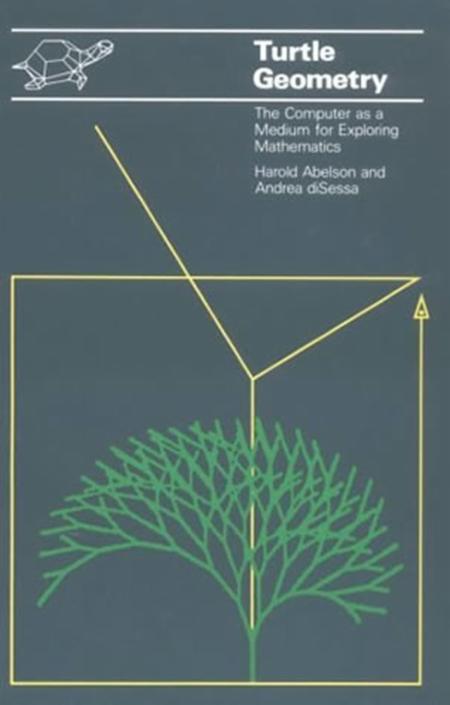 Turtle
Geometry
The Computer as a
Medium for Exploring
Mathematics
Harold Abelson and
Andrea diSessa